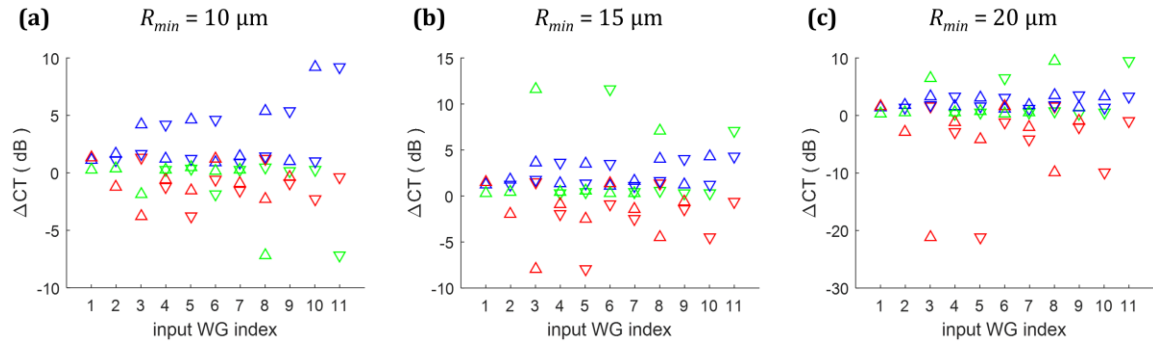 (a) R_min = 10 μm
10
5
0
-5
-10
ΔCT ( dB )
1 2 3 4 5 6 7 8 9 10 11
input WG index
(b) R_min = 15 μm
15
10
5
0
-5
-10
ΔCT ( dB )
1 2 3 4 5 6 7 8 9 10 11
input WG index
(c) R_min = 20 μm
10
0
-10
-20
-30
ΔCT ( dB )
1 2 3 4 5 6 7 8 9 10 11
input WG index